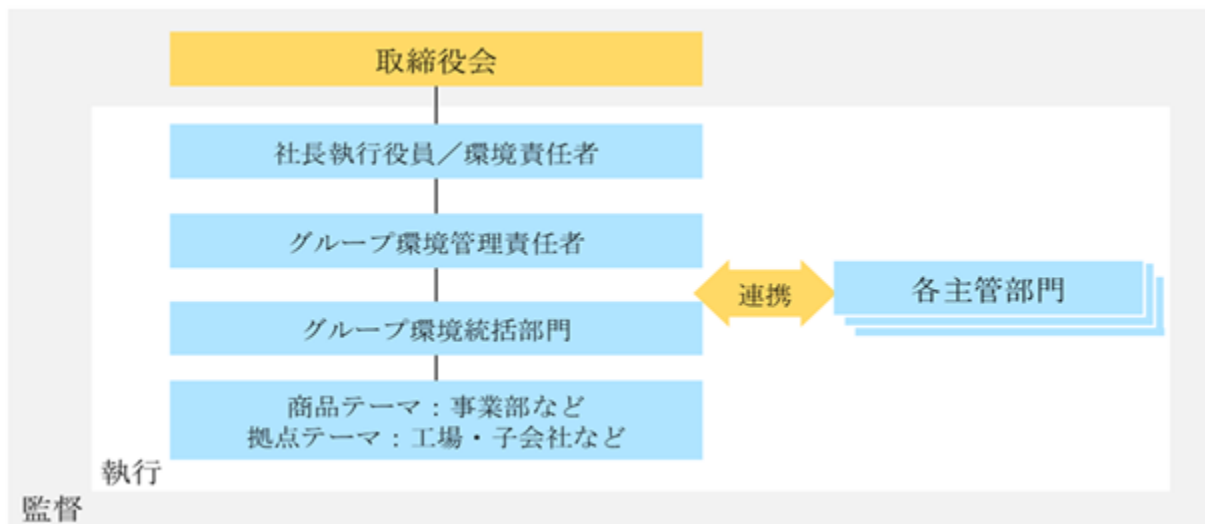 取締役会
社長執行役員／環境責任者
グループ環境管理責任者
連携
各主管部門
グループ環境統括部門
商品テーマ：事業部など
拠点テーマ：工場・子会社など
執行
監督